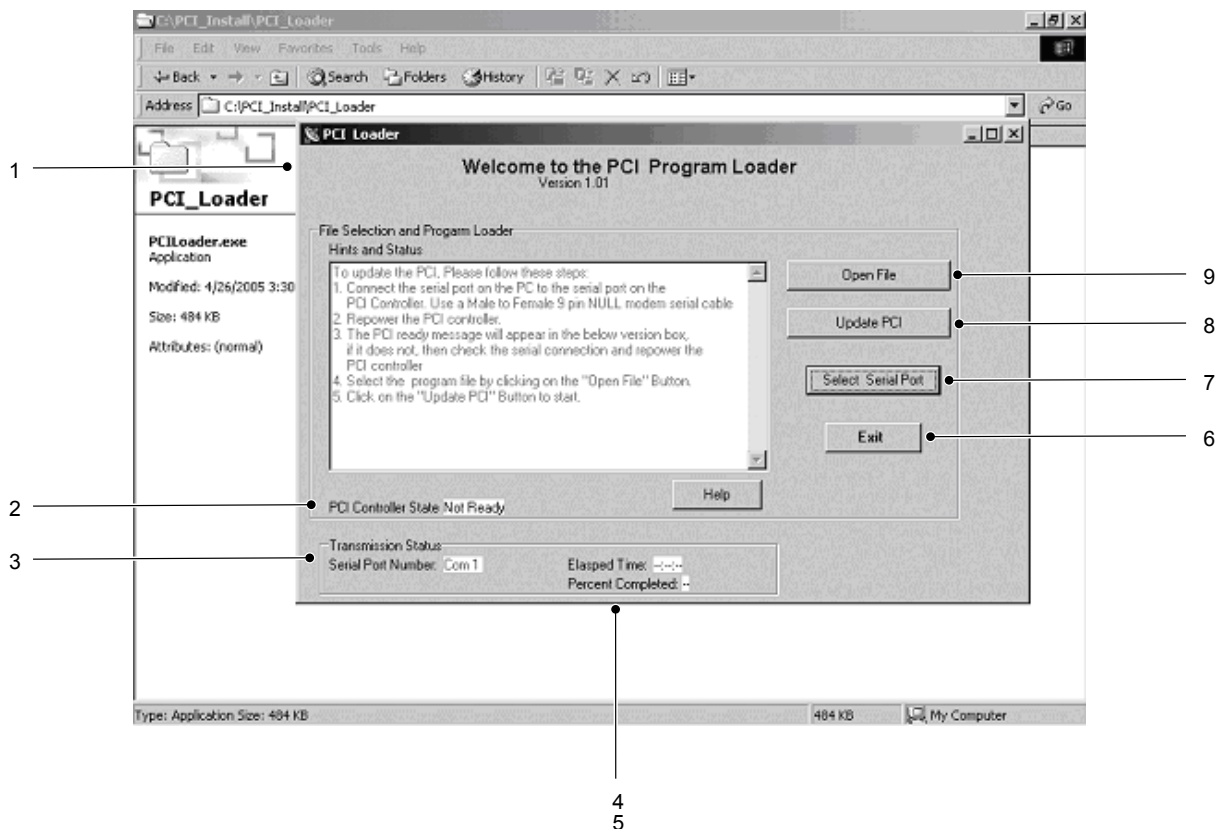 C:\PCI_Install\PCI_Loader
File Edit View Favorites Tools Help
Back Search Folders History
Address C:\PCI_Install\PCI_Loader Go
PCI Loader
1
Welcome to the PCI Program Loader
Version 1.01
PCI_Loader
PCILoader.exe
Application
Modified: 4/26/2005 3:30
Size: 484 KB
Attributes: (normal)
File Selection and Progarm Loader
Hints and Status
To update the PCI, Please follow these steps:
1. Connect the serial port on the PC to the serial port on the
PCI Controller. Use a Male to Female 9 pin NULL modem serial cable
2. Repower the PCI controller.
3. The PCI ready message will appear in the below version box,
if it does not, then check the serial connection and repower the
PCI controller
4. Select the program file by clicking on the "Open File" Button.
5. Click on the "Update PCI" Button to start.
Open File
9
Update PCI
8
Select Serial Port
7
Exit
6
Help
2
PCI Controller State Not Ready
3
Transmission Status
Serial Port Number: Com 1
Elasped Time: --:--:--
Percent Completed: --
Type: Application Size: 484 KB
484 KB
My Computer
4
5